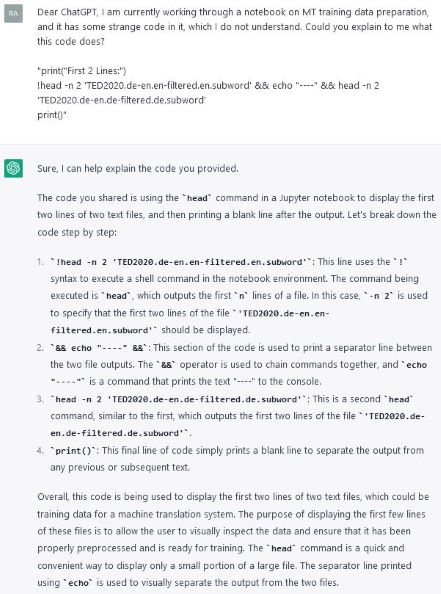 RA
Dear ChatGPT, I am currently working through a notebook on MT training data preparation,
and it has some strange code in it, which I do not understand. Could you explain to me what
this code does?
"print("First 2 Lines:")
!head -n 2 'TED2020.de-en.en-filtered.en.subword' && echo "----" && head -n 2
'TED2020.de-en.de-filtered.de.subword'
print()"
Sure, I can help explain the code you provided.
The code you shared is using the `head` command in a Jupyter notebook to display the first
two lines of two text files, and then printing a blank line after the output. Let's break down the
code step by step:
1. `!head -n 2 'TED2020.de-en.en-filtered.en.subword'`: This line uses the `!`
syntax to execute a shell command in the notebook environment. The command being
executed is `head`, which outputs the first `n` lines of a file. In this case, `-n 2` is used
to specify that the first two lines of the file `'TED2020.de-en.en-
filtered.en.subword'` should be displayed.
2. `&& echo "----" &&`: This section of the code is used to print a separator line between
the two file outputs. The `&&` operator is used to chain commands together, and `echo
"----"` is a command that prints the text "----" to the console.
3. `head -n 2 'TED2020.de-en.de-filtered.de.subword'`: This is a second `head`
command, similar to the first, which outputs the first two lines of the file `'TED2020.de-
en.de-filtered.de.subword'`.
4. `print()`: This final line of code simply prints a blank line to separate the output from
any previous or subsequent text.
Overall, this code is being used to display the first two lines of two text files, which could be
training data for a machine translation system. The purpose of displaying the first few lines
of these files is to allow the user to visually inspect the data and ensure that it has been
properly preprocessed and is ready for training. The `head` command is a quick and
convenient way to display only a small portion of a large file. The separator line printed
using `echo` is used to visually separate the output from the two files.